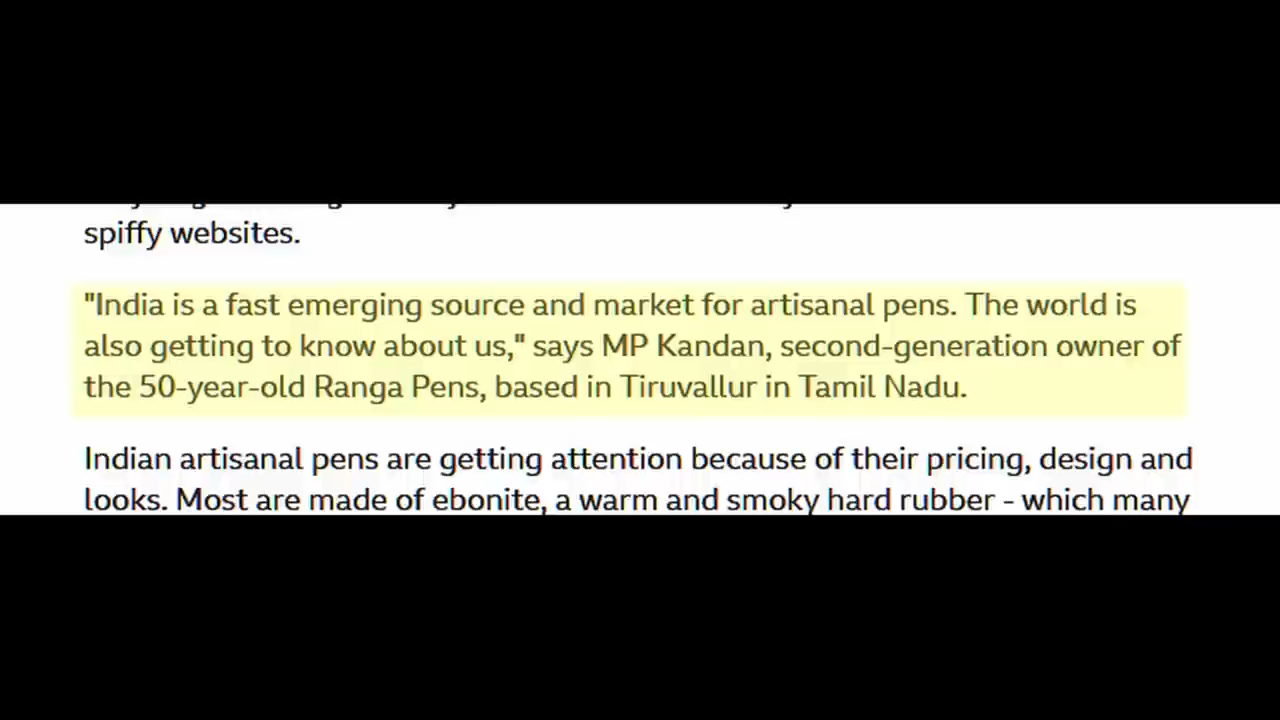 spiffy websites.
"India is a fast emerging source and market for artisanal pens. The world is
also getting to know about us," says MP Kandan, second-generation owner of
the 50-year-old Ranga Pens, based in Tiruvallur in Tamil Nadu.
Indian artisanal pens are getting attention because of their pricing, design and
looks. Most are made of ebonite, a warm and smoky hard rubber - which many